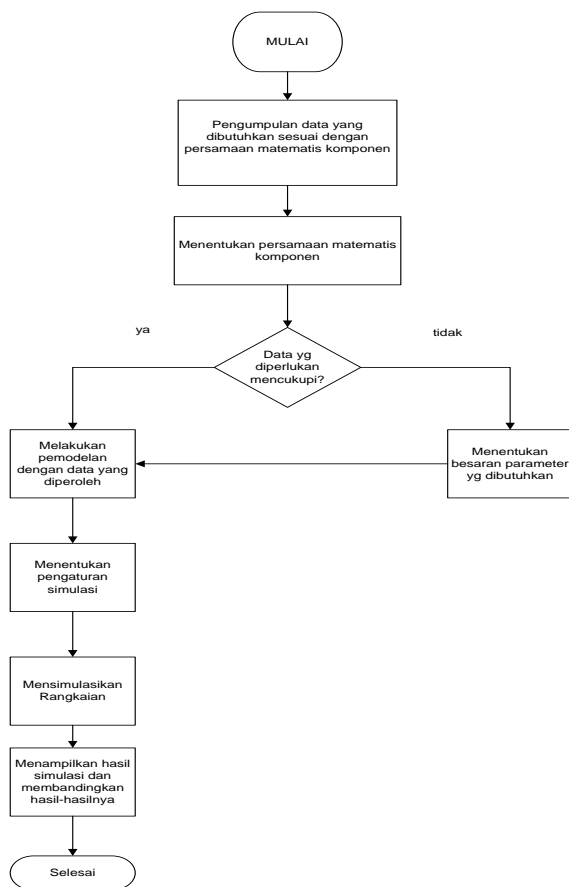 MULAI
Pengumpulan data yang
dibutuhkan sesuai dengan
persamaan matematis komponen
Menentukan persamaan matematis
komponen
ya
tidak
Data yg
diperlukan
mencukupi?
Melakukan
pemodelan
dengan data yang
diperoleh
Menentukan
besaran parameter
yg dibutuhkan
Menentukan
pengaturan
simulasi
Mensimulasikan
Rangkaian
Menampilkan hasil
simulasi dan
membandingkan
hasil-hasilnya
Selesai